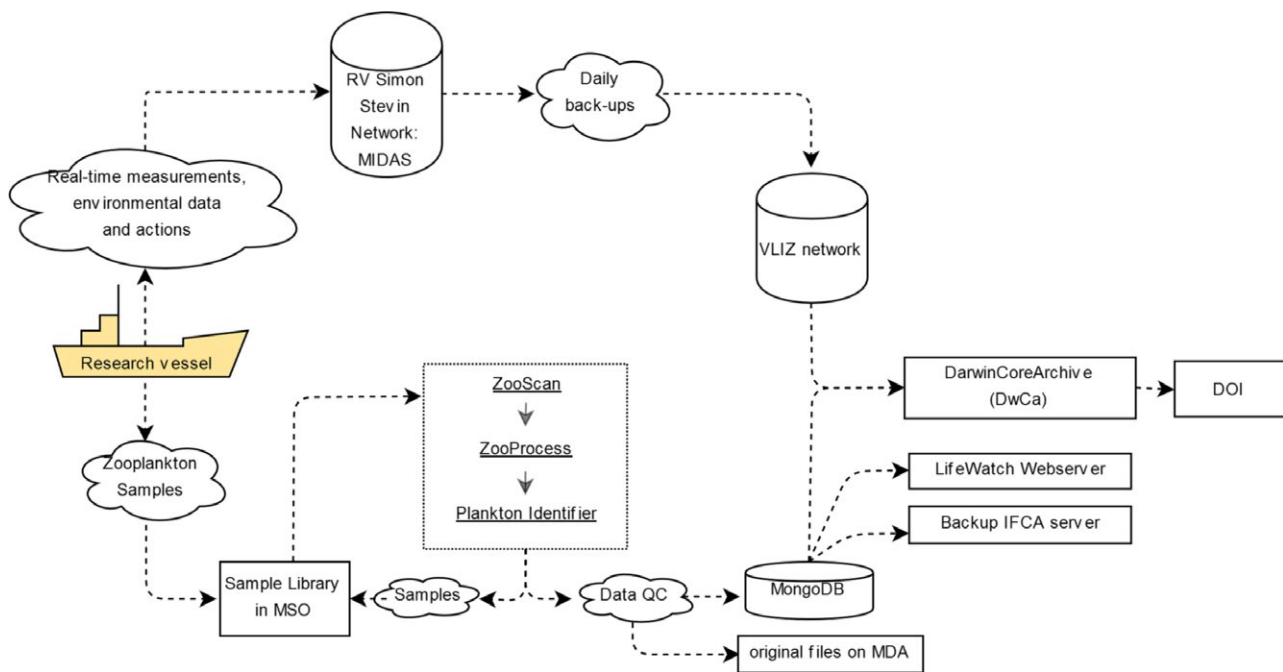 RV Simon
Stevin
Network:
MIDAS
Daily
back-ups
Real-time measurements,
environmental data
and actions
VLIZ network
Research vessel
ZooScan
ZooProcess
Plankton Identifier
DarwinCoreArchive
(DwCa)
DOI
Zooplankton
Samples
LifeWatch Webserver
Backup IFCA server
Sample Library
in MSO
Samples
Data QC
MongoDB
original files on MDA